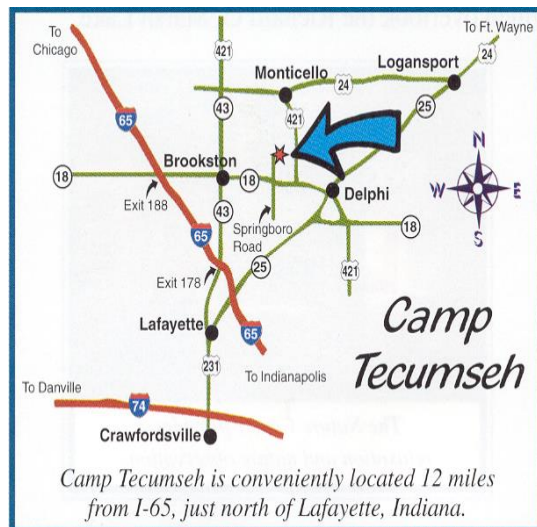 To
Chicago
421
To Ft. Wayne
24
Logansport
Monticello
24
43
65
25
421
Brookston
18
18
Delphi
N
W
E
S
Exit 188
43
Springboro
Road
65
18
25
421
Exit 178
Lafayette
65
231
To Indianapolis
Camp
Tecumseh
To Danville
74
Crawfordsville
Camp Tecumseh is conveniently located 12 miles
from I-65, just north of Lafayette, Indiana.